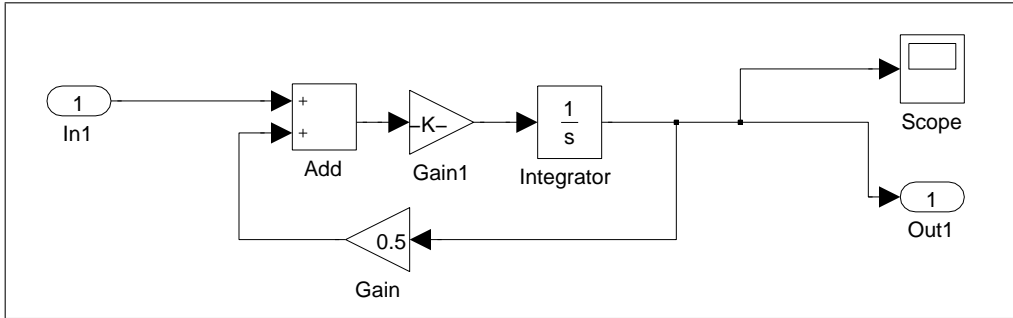 1
In1
+
+
Add
–K–
Gain1
1
s
Integrator
Scope
1
Out1
0.5
Gain